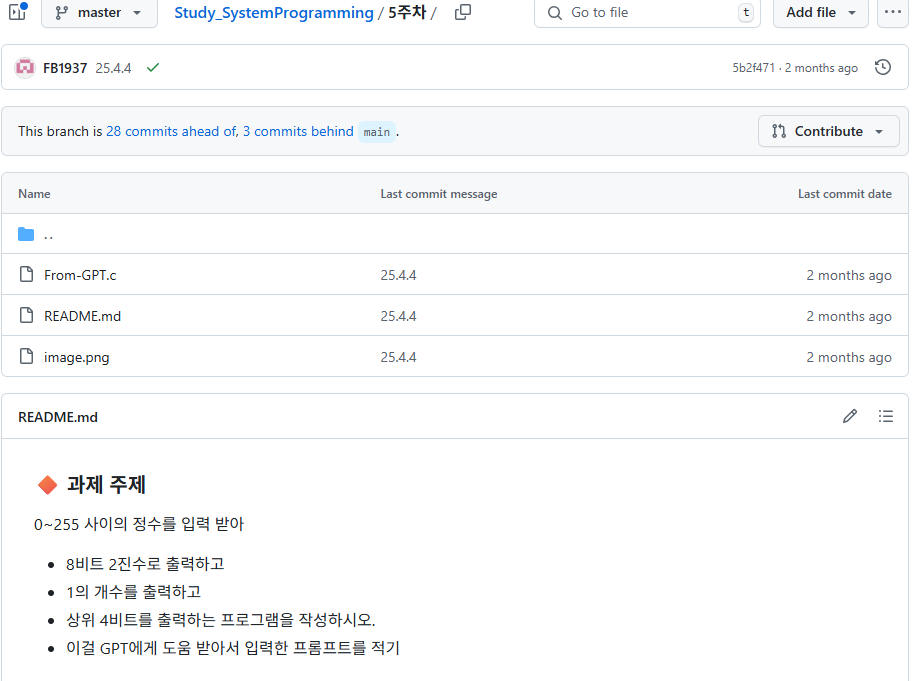 master Study_SystemProgramming / 5주차 / Go to file t Add file ...
FB1937 25.4.4 5b2f471 · 2 months ago
This branch is 28 commits ahead of, 3 commits behind main . Contribute
Name Last commit message Last commit date
..
From-GPT.c 25.4.4 2 months ago
README.md 25.4.4 2 months ago
image.png 25.4.4 2 months ago
README.md
과제 주제
0~255 사이의 정수를 입력 받아
• 8비트 2진수로 출력하고
• 1의 개수를 출력하고
• 상위 4비트를 출력하는 프로그램을 작성하시오.
• 이걸 GPT에게 도움 받아서 입력한 프롬프트를 적기